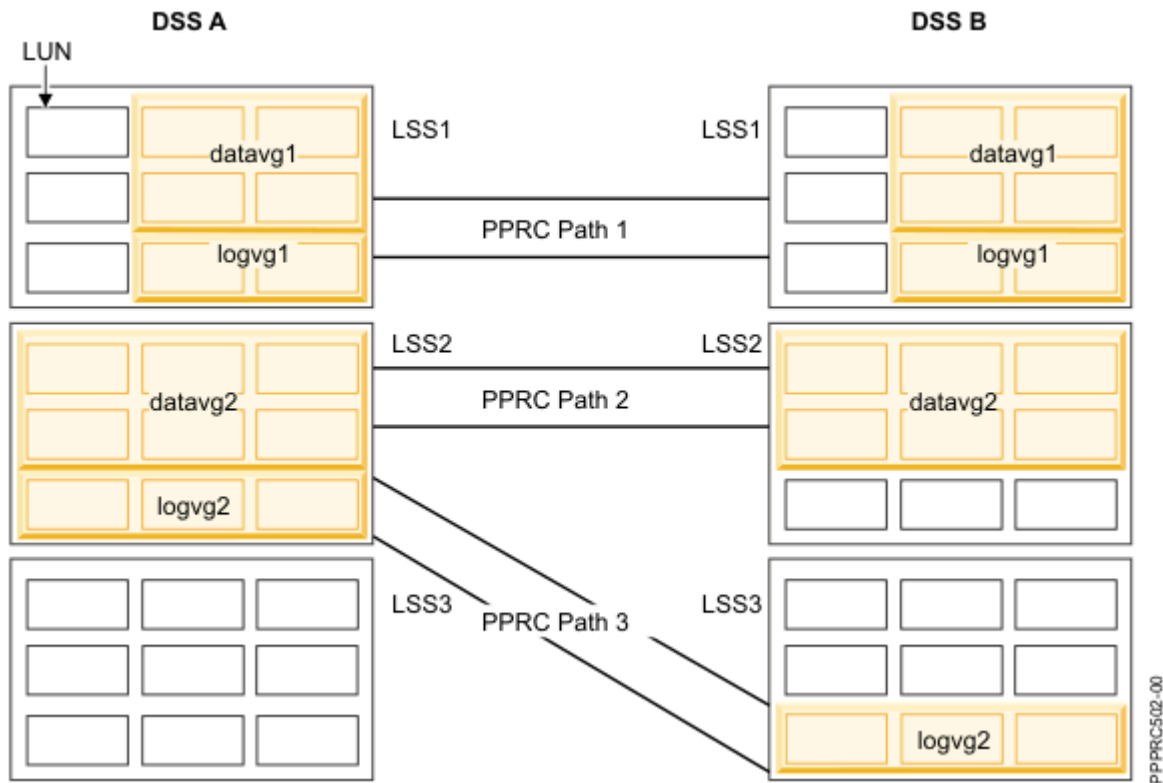 DSS A
DSS B
LUN
LSS1
LSS1
datavg1
datavg1
PPRC Path 1
logvg1
logvg1
LSS2
LSS2
datavg2
PPRC Path 2
datavg2
logvg2
LSS3
LSS3
PPRC Path 3
logvg2
PPPRC502-00